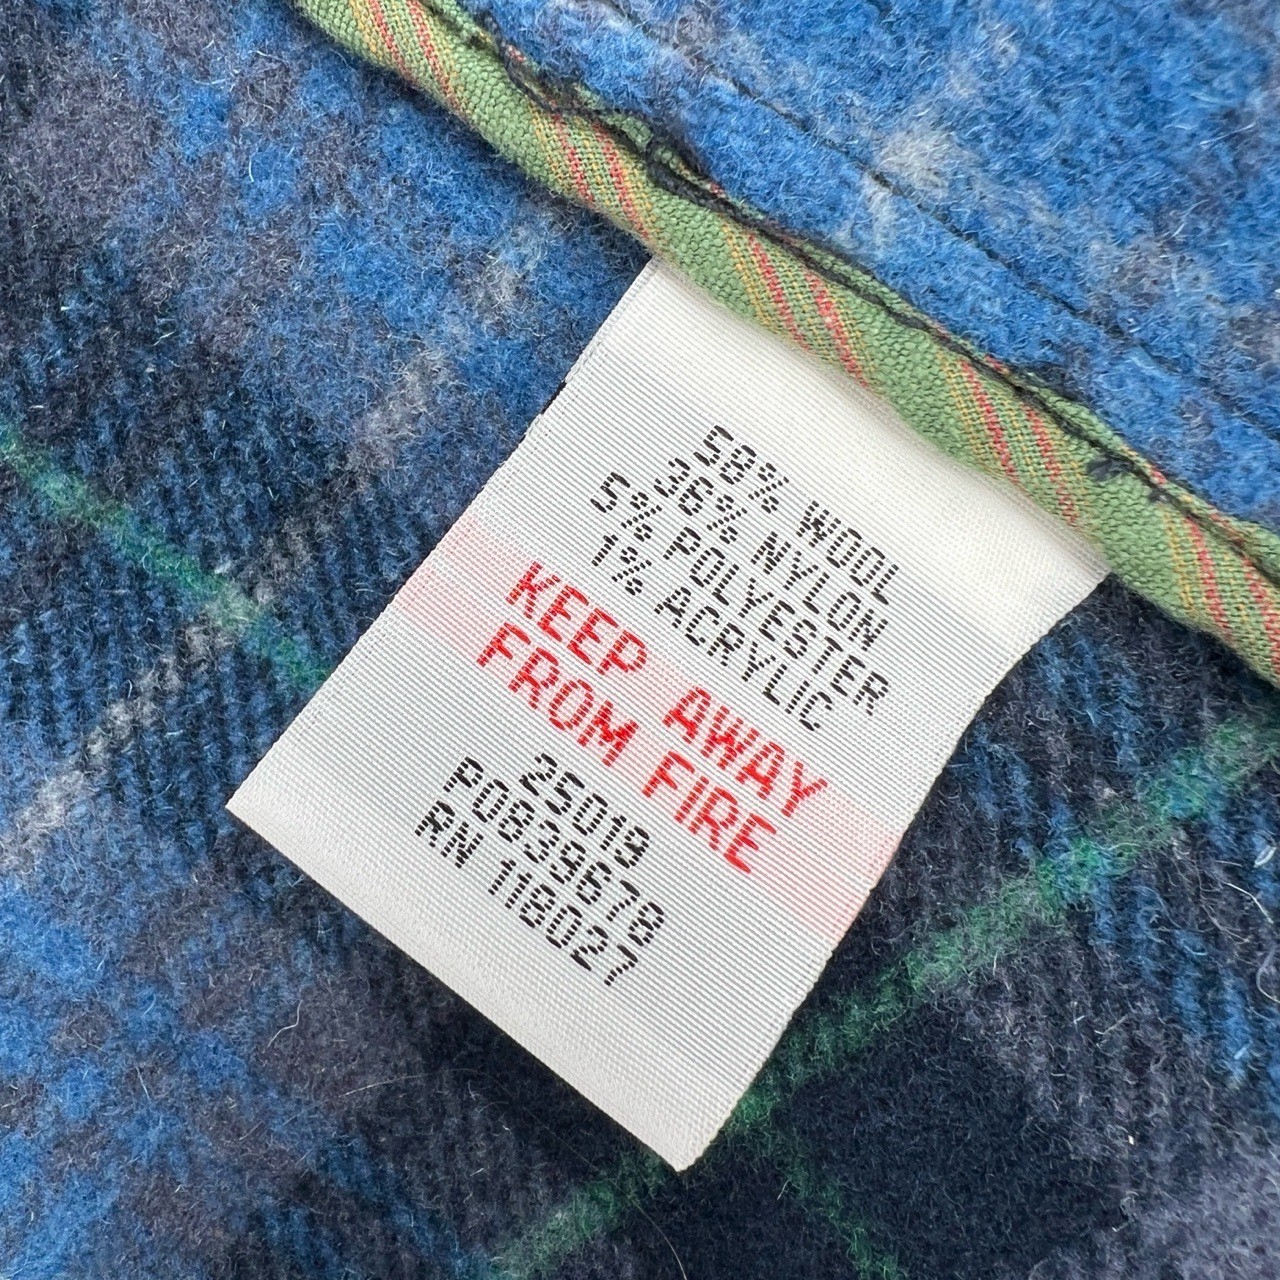 58% WOOL
36% NYLON
5% POLYESTER
1% ACRYLIC
KEEP AWAY
FROM FIRE
25019
P0839678
RN 118027